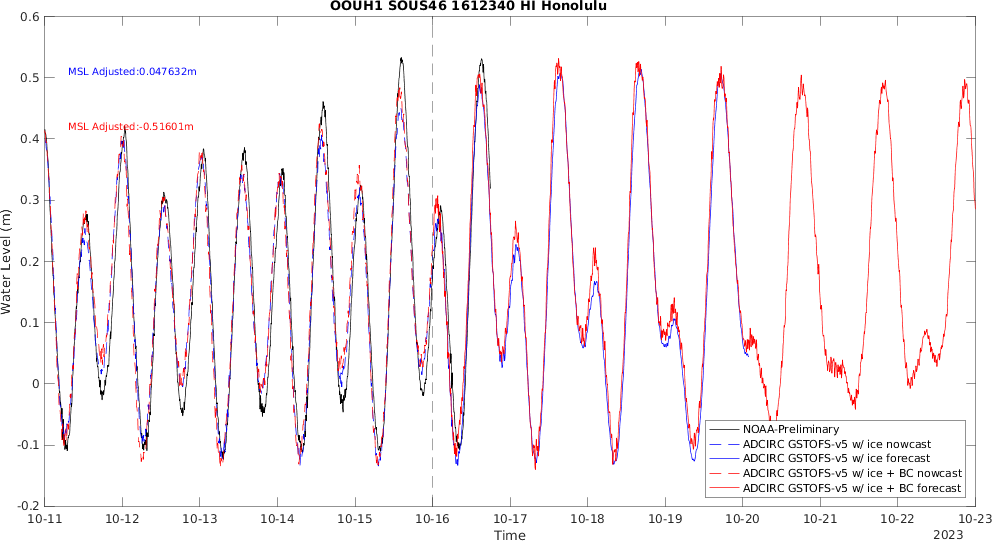 OOUH1 SOUS46 1612340 HI Honolulu
0.6
0.5
0.4
0.3
0.2
0.1
0
-0.1
-0.2
Water Level (m)
MSL Adjusted:0.047632m
MSL Adjusted:-0.51601m
NOAA-Preliminary
ADCIRC GSTOFS-v5 w/ ice nowcast
ADCIRC GSTOFS-v5 w/ ice forecast
ADCIRC GSTOFS-v5 w/ ice + BC nowcast
ADCIRC GSTOFS-v5 w/ ice + BC forecast
10-11 10-12 10-13 10-14 10-15 10-16 10-17 10-18 10-19 10-20 10-21 10-22 10-23
2023
Time